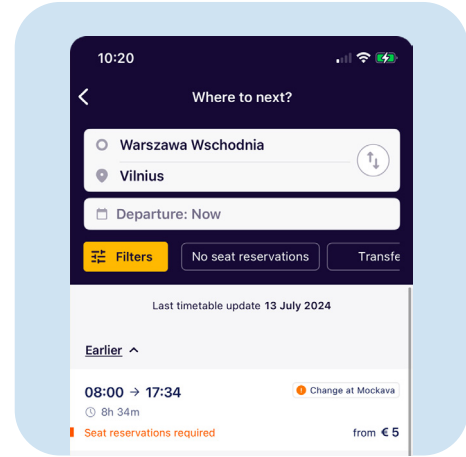 10:20
Where to next?
Warszawa Wschodnia
Vilnius
Departure: Now
Filters
No seat reservations
Transfe
Last timetable update 13 July 2024
Earlier
08:00 → 17:34
Change at Mockava
8h 34m
Seat reservations required
from € 5